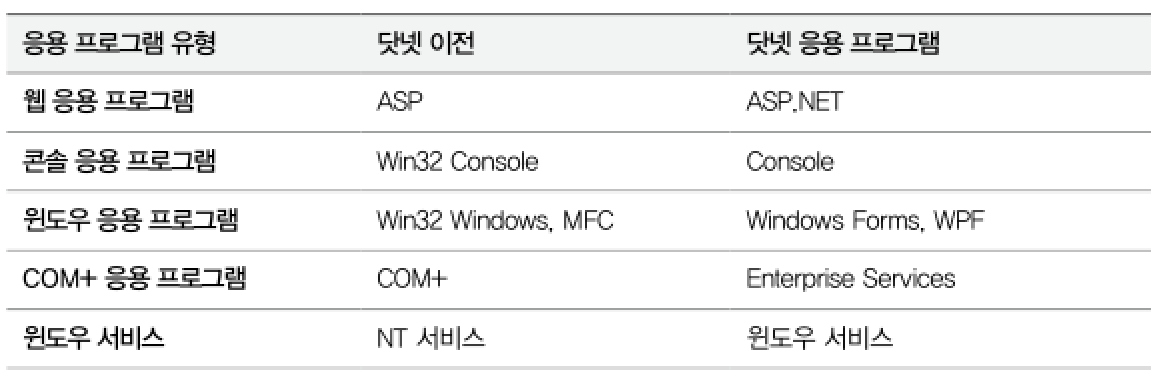 응용 프로그램 유형 닷넷 이전 닷넷 응용 프로그램
웹 응용 프로그램 ASP ASP.NET
콘솔 응용 프로그램 Win32 Console Console
윈도우 응용 프로그램 Win32 Windows, MFC Windows Forms, WPF
COM+ 응용 프로그램 COM+ Enterprise Services
윈도우 서비스 NT 서비스 윈도우 서비스